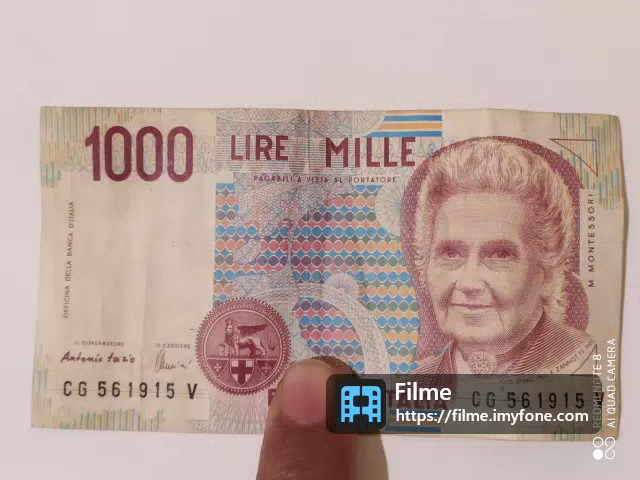 1000
LIRE MILLE
PAGABILI A VISTA AL PORTATORE
OFFICINA DELLA BANCA D'ITALIA
M. MONTESSORI
IL GOVERNATORE
IL CASSIERE
Antonio Fazio
CG 561915 V
CG 561915 V
Filme
https://filme.imyfone.com
REDMI NOTE 8
AI QUAD CAMERA